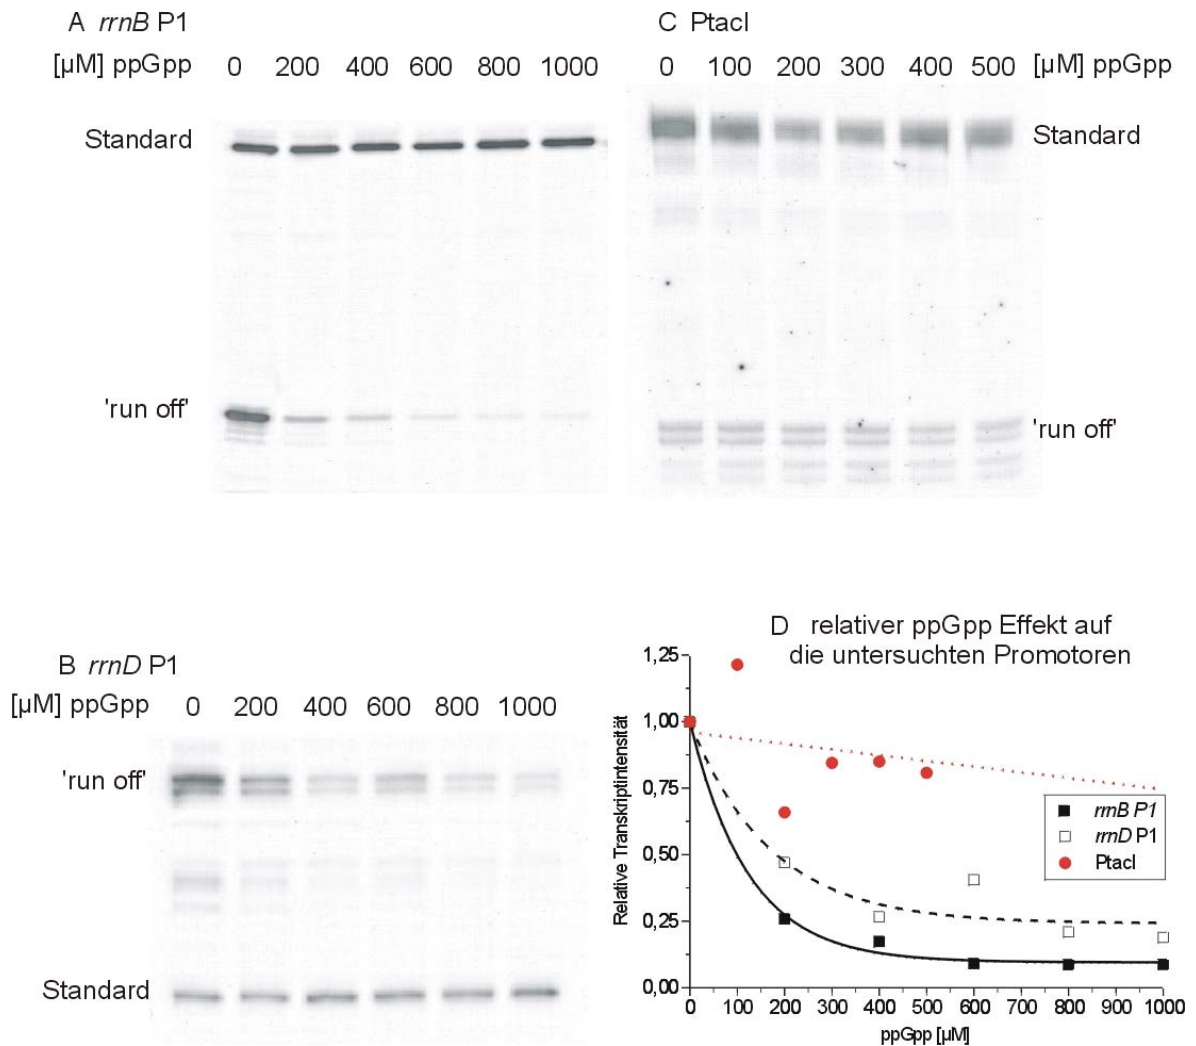 A rrnB P1
[µM] ppGpp 0 200 400 600 800 1000
Standard
'run off'
C PtacI
0 100 200 300 400 500 [µM] ppGpp
Standard
'run off'
B rrnD P1
[µM] ppGpp 0 200 400 600 800 1000
'run off'
Standard
D relativer ppGpp Effekt auf
die untersuchten Promotoren
Relative Transkriptintensität
1,25
1,00
0,75
0,50
0,25
0,00
0 100 200 300 400 500 600 700 800 900 1000
ppGpp [µM]
rrnB P1
rrnD P1
PtacI